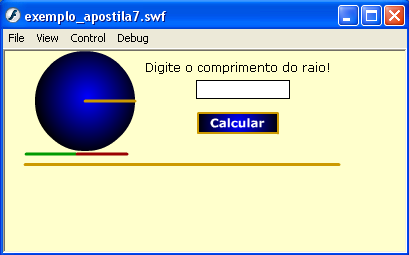 exemplo_apostila7.swf
File View Control Debug
Digite o comprimento do raio!
Calcular